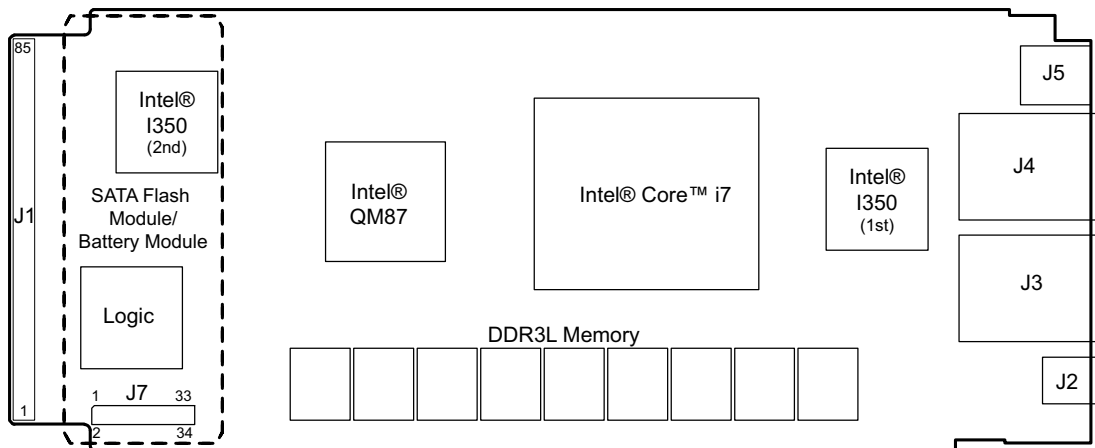 85
J1
1
Intel®
I350
(2nd)
SATA Flash
Module/
Battery Module
Logic
J7
1 33
2 34
Intel®
QM87
Intel® Core™ i7
DDR3L Memory
Intel®
I350
(1st)
J5
J4
J3
J2